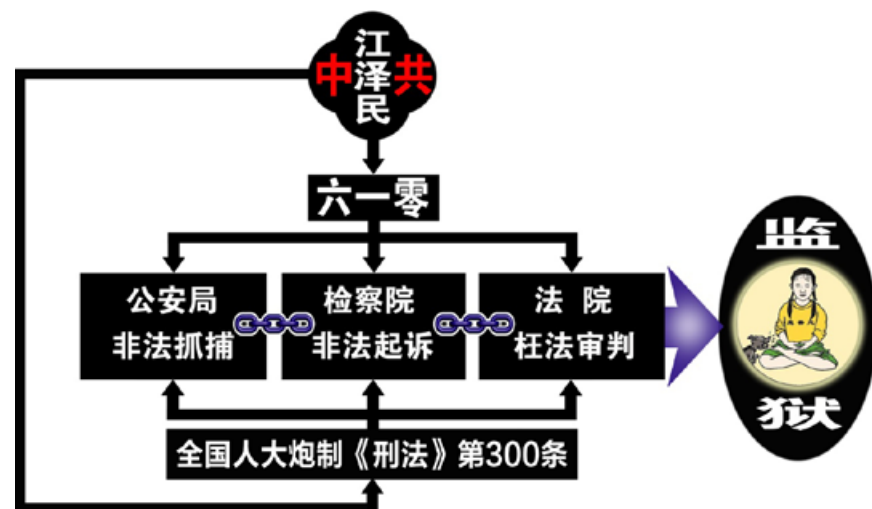 江泽民
中共
六一零
公安局
非法抓捕
检察院
非法起诉
法 院
枉法审判
监
狱
全国人大炮制《刑法》第300条